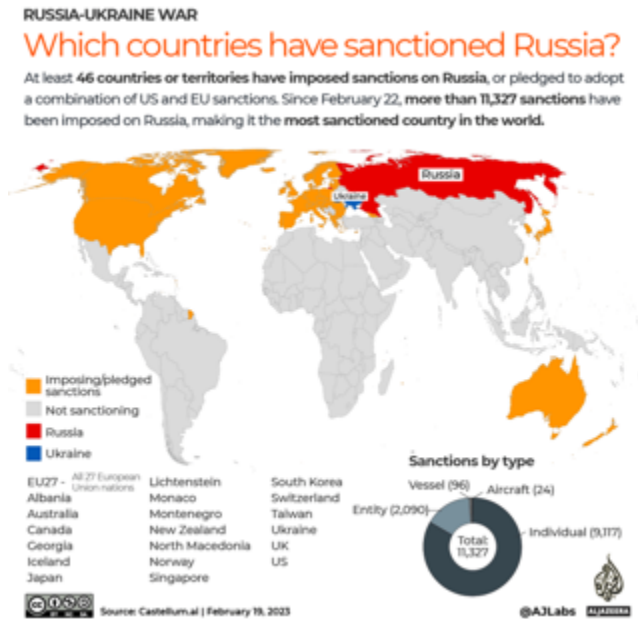 RUSSIA-UKRAINE WAR
Which countries have sanctioned Russia?
At least 46 countries or territories have imposed sanctions on Russia, or pledged to adopt
a combination of US and EU sanctions. Since February 22, more than 11,327 sanctions have
been imposed on Russia, making it the most sanctioned country in the world.
Russia
Ukraine
Imposing/pledged
sanctions
Not sanctioning
Russia
Ukraine
EU27 - All 27 European
Union nations
Albania
Australia
Canada
Georgia
Iceland
Japan
Lichtenstein
Monaco
Montenegro
New Zealand
North Macedonia
Norway
Singapore
South Korea
Switzerland
Taiwan
Ukraine
UK
US
Sanctions by type
Vessel (96)
Aircraft (24)
Entity (2,090)
Individual (9,117)
Total:
11,327
Source: Castellum.ai | February 19, 2023
@AJLabs
ALJAZEERA